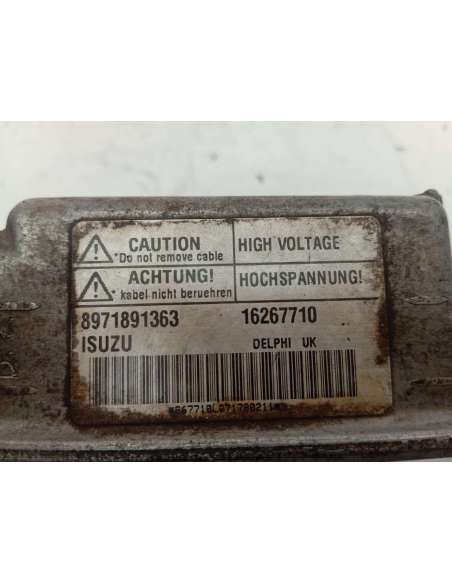 CAUTION HIGH VOLTAGE
*Do not remove cable
ACHTUNG! HOCHSPANNUNG!
* kabel nicht beruehren
8971891363 16267710
ISUZU DELPHI UK